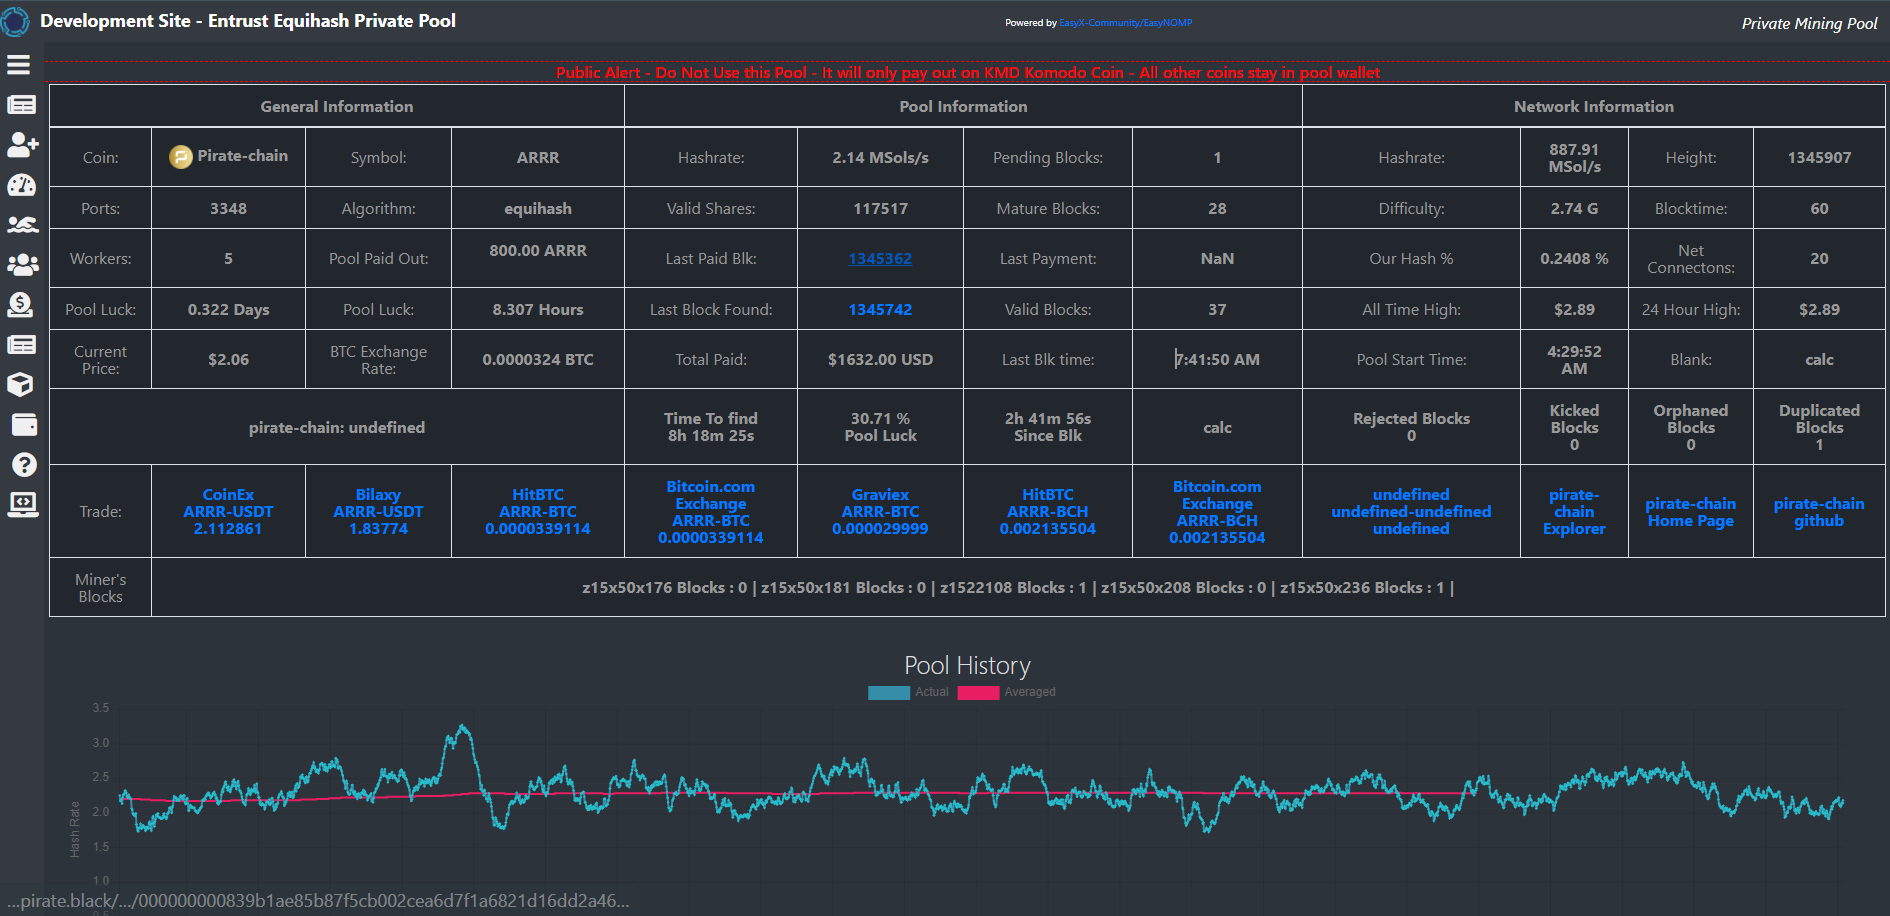 Development Site - Entrust Equihash Private Pool
Powered by EasyX-Community/EasyNOMP
Private Mining Pool
Public Alert - Do Not Use this Pool - It will only pay out on KMD Komodo Coin - All other coins stay in pool wallet
General Information
Pool Information
Network Information
Coin:
Pirate-chain
Symbol:
ARRR
Hashrate:
2.14 MSols/s
Pending Blocks:
1
Hashrate:
887.91
MSol/s
Height:
1345907
Ports:
3348
Algorithm:
equihash
Valid Shares:
117517
Mature Blocks:
28
Difficulty:
2.74 G
Blocktime:
60
Workers:
5
Pool Paid Out:
800.00 ARRR
Last Paid Blk:
1345362
Last Payment:
NaN
Our Hash %
0.2408 %
Net
Connectons:
20
Pool Luck:
0.322 Days
Pool Luck:
8.307 Hours
Last Block Found:
1345742
Valid Blocks:
37
All Time High:
$2.89
24 Hour High:
$2.89
Current
Price:
$2.06
BTC Exchange
Rate:
0.0000324 BTC
Total Paid:
$1632.00 USD
Last Blk time:
7:41:50 AM
Pool Start Time:
4:29:52
AM
Blank:
calc
pirate-chain: undefined
Time To find
8h 18m 25s
30.71 %
Pool Luck
2h 41m 56s
Since Blk
calc
Rejected Blocks
0
Kicked
Blocks
0
Orphaned
Blocks
0
Duplicated
Blocks
1
Trade:
CoinEx
ARRR-USDT
2.112861
Bilaxy
ARRR-USDT
1.83774
HitBTC
ARRR-BTC
0.0000339114
Bitcoin.com
Exchange
ARRR-BTC
0.0000339114
Graviex
ARRR-BTC
0.000029999
HitBTC
ARRR-BCH
0.002135504
Bitcoin.com
Exchange
ARRR-BCH
0.002135504
undefined
undefined-undefined
undefined
pirate-
chain
Explorer
pirate-chain
Home Page
pirate-chain
github
Miner's
Blocks
z15x50x176 Blocks : 0 | z15x50x181 Blocks : 0 | z1522108 Blocks : 1 | z15x50x208 Blocks : 0 | z15x50x236 Blocks : 1 |
Pool History
Actual
Averaged
3.5
3.0
2.5
2.0
1.5
1.0
Hash Rate
...pirate.black/.../000000000839b1ae85b87f5cb002cea6d7f1a6821d16dd2a46...